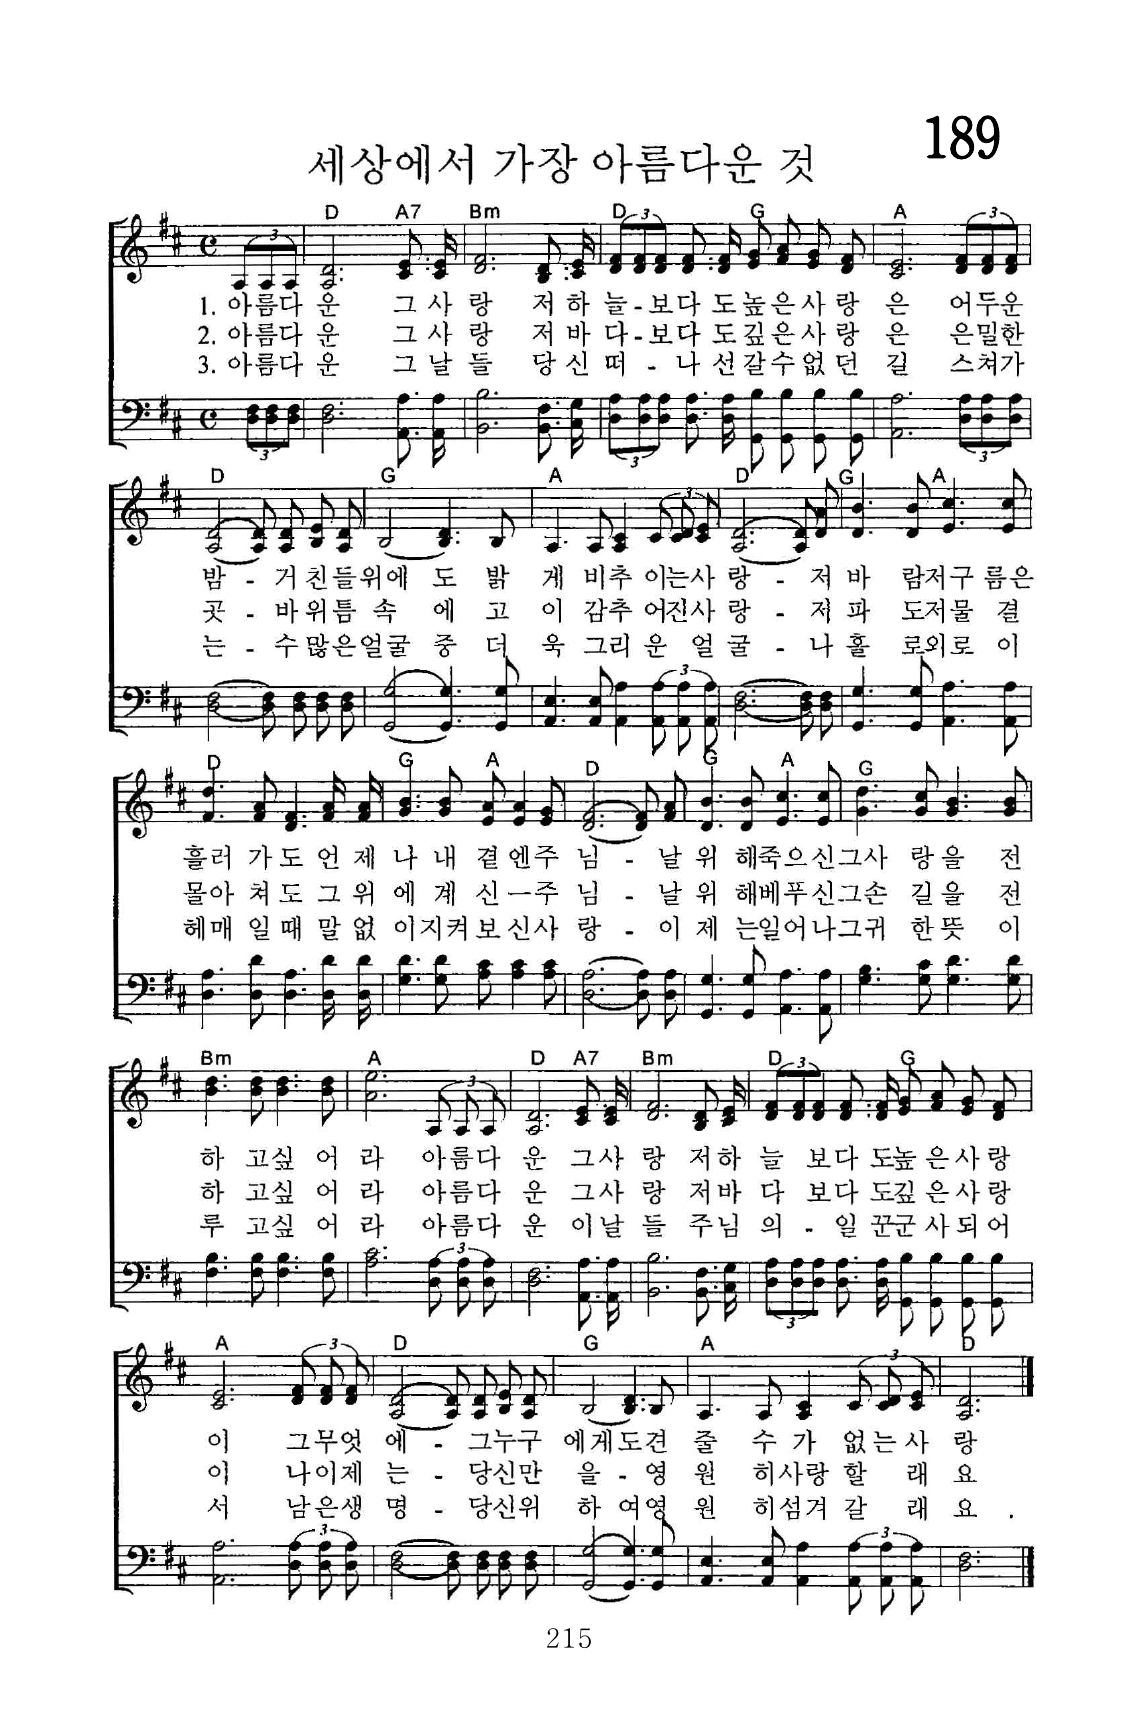 189
세상에서 가장 아름다운 것
D A7 Bm D 3 G A 3
3
1. 아름다 운 그 사 랑 저 하 늘 - 보다 도 높 은 사 랑 은 어두운
2. 아름다 운 그 사 랑 저 바 다 - 보다 도 깊 은 사 랑 은 은밀한
3. 아름다 운 그 날 들 당 신 떠 - 나 선 갈 수 없 던 길 스쳐가
3 3 3
D G A 3 D G A
밤 - 거 친 들 위에 도 밝 게 비추 이는사 랑 - 저 바 람저구 름은
곳 - 바 위 틈 속 에 고 이 감추 어진사 랑 - 저 파 도저물 결
는 - 수 많은 얼굴 중 더 욱 그리 운 얼 굴 - 나 홀 로외로 이
3
D G A D G A G
흘러 가 도 언 제 나 내 곁 엔주 님 - 날 위 해죽으신그사 랑을 전
몰아 쳐 도 그 위 에 계 신 ー주 님 - 날 위 해베푸신그손 길을 전
헤매 일 때 말 없 이지켜 보신사 랑 - 이 제 는일어나그귀 한뜻 이
Bm A 3 D A7 Bm D 3 G
하 고싶 어 라 아름다 운 그사 랑 저하 늘 보다 도높 은사랑
하 고싶 어 라 아름다 운 그사 랑 저바 다 보다 도깊 은사랑
루 고싶 어 라 아름다 운 이날 들 주님 의 - 일 꾼군 사되어
3 3
A 3 D G A 3 D
이 그무엇 에 - 그누구 에게도견 줄 수 가 없는 사 랑
이 나이제 는 - 당신만 을 - 영 원 히사랑 할 래 요
서 남은생 명 - 당신위 하 여영 원 히섬겨 갈 래 요 .
3 3
215